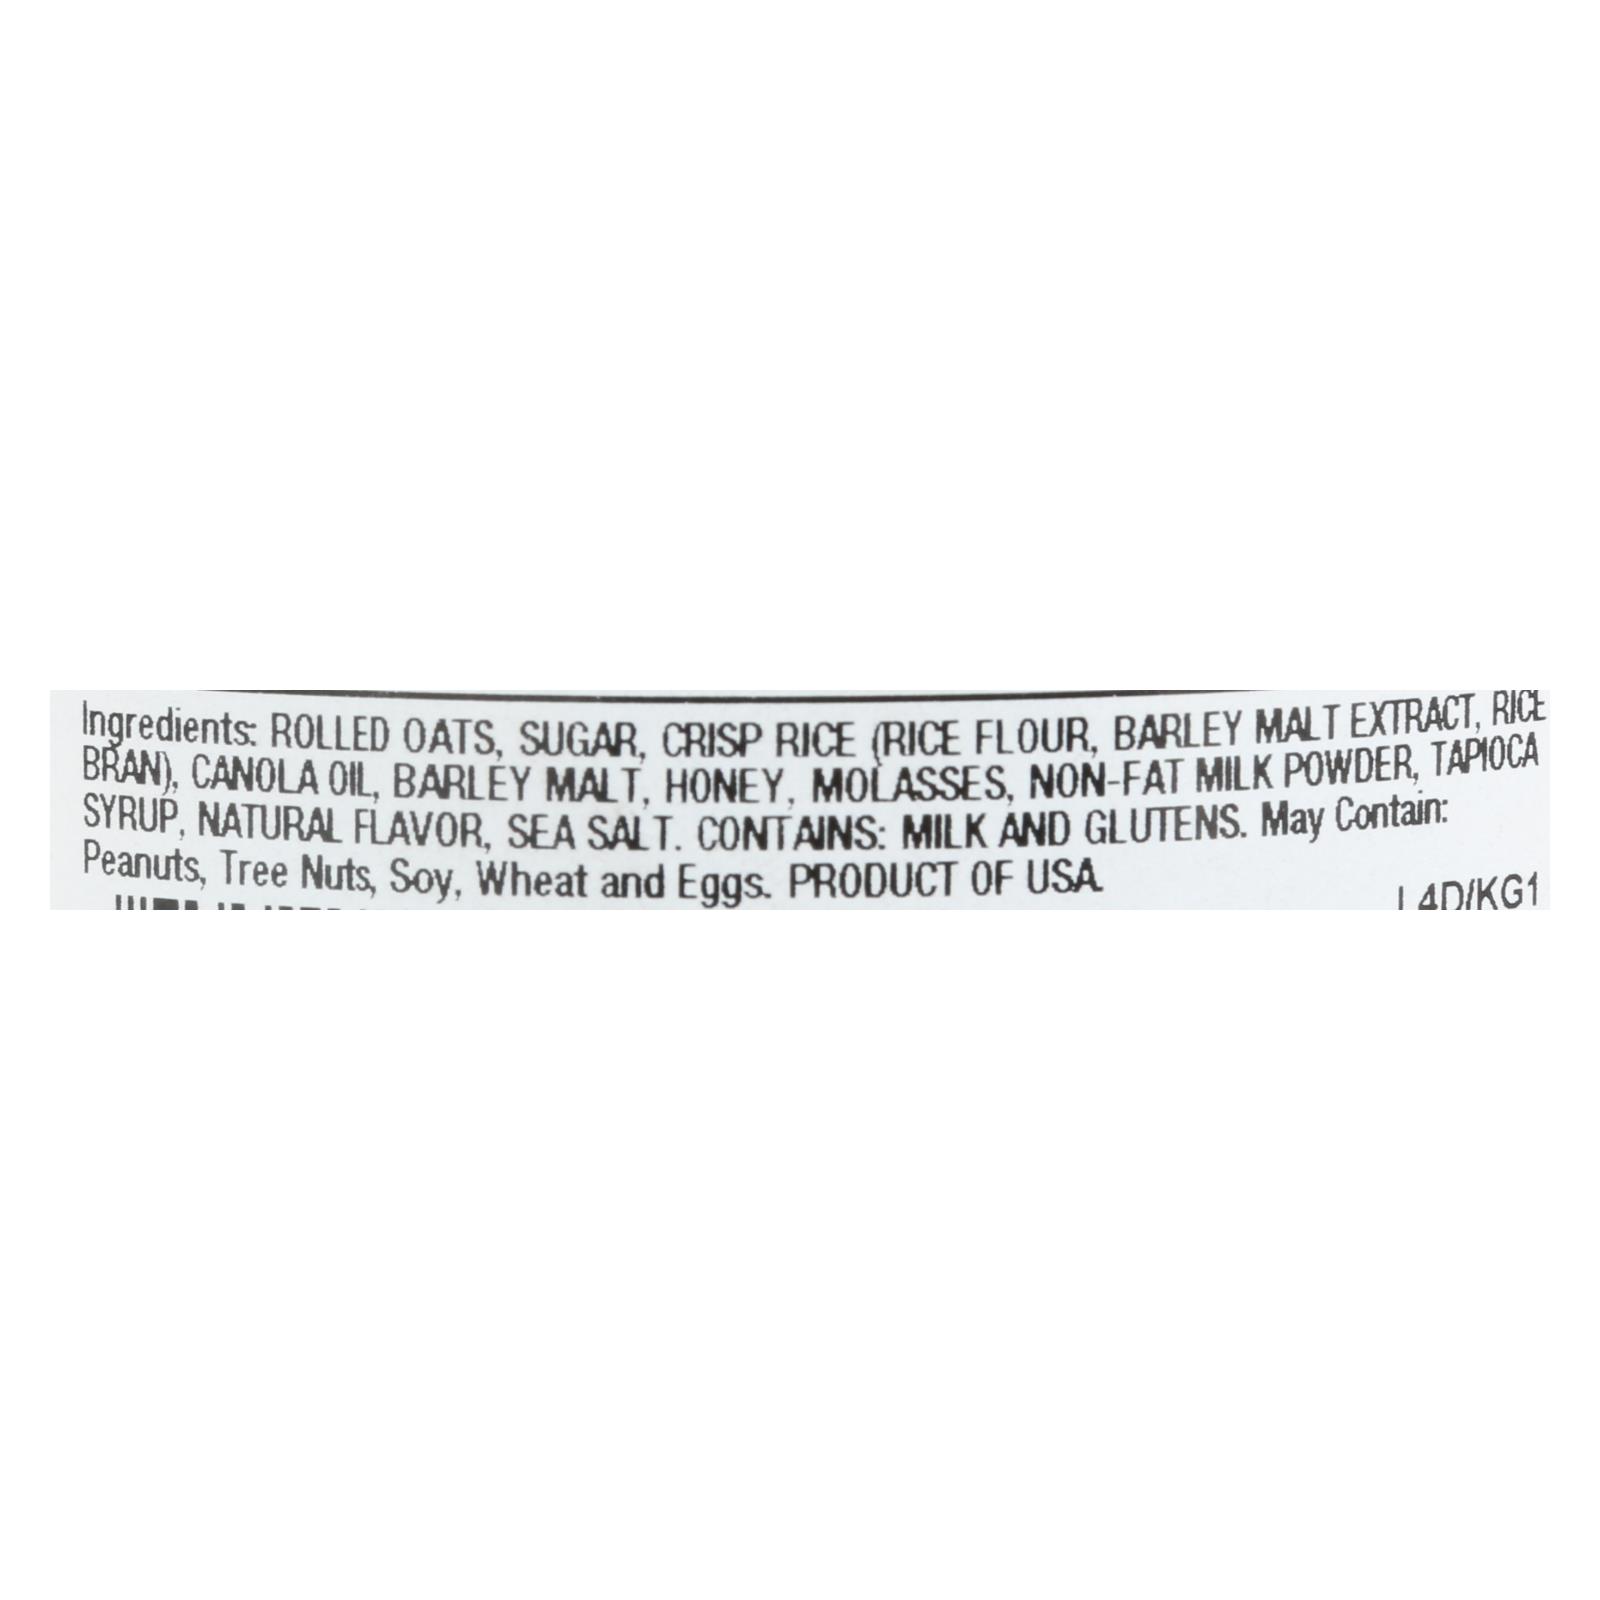 Ingredients: ROLLED OATS, SUGAR, CRISP RICE (RICE FLOUR, BARLEY MALT EXTRACT, RICE
BRAN), CANOLA OIL, BARLEY MALT, HONEY, MOLASSES, NON-FAT MILK POWDER, TAPIOCA
SYRUP, NATURAL FLAVOR, SEA SALT. CONTAINS: MILK AND GLUTENS. May Contain:
Peanuts, Tree Nuts, Soy, Wheat and Eggs. PRODUCT OF USA
L4D/KG1